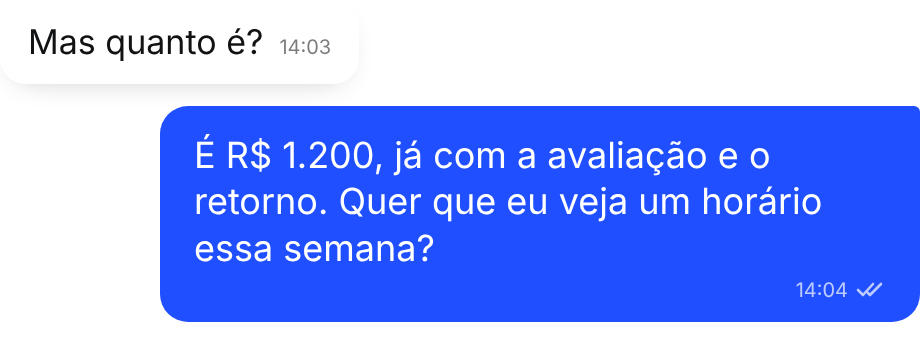 Mas quanto é? 14:03
É R$ 1.200, já com a avaliação e o
retorno. Quer que eu veja um horário
essa semana?
14:04